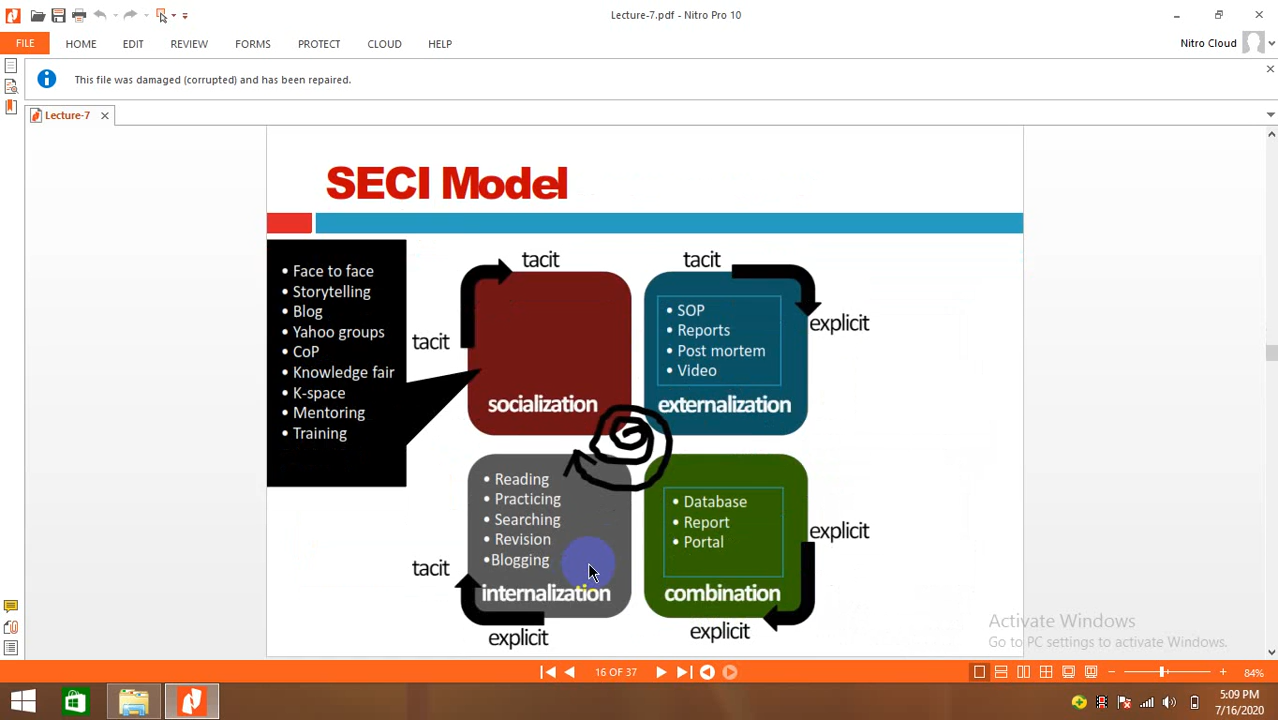 Lecture-7.pdf - Nitro Pro 10
FILE HOME EDIT REVIEW FORMS PROTECT CLOUD HELP
Nitro Cloud
This file was damaged (corrupted) and has been repaired.
Lecture-7
SECI Model
• Face to face
• Storytelling
• Blog
• Yahoo groups
• CoP
• Knowledge fair
• K-space
• Mentoring
• Training
tacit
tacit
socialization
tacit
explicit
• SOP
• Reports
• Post mortem
• Video
externalization
• Reading
• Practicing
• Searching
• Revision
•Blogging
internalization
tacit
explicit
• Database
• Report
• Portal
combination
explicit
explicit
Activate Windows
Go to PC settings to activate Windows.
16 OF 37
84%
5:09 PM
7/16/2020